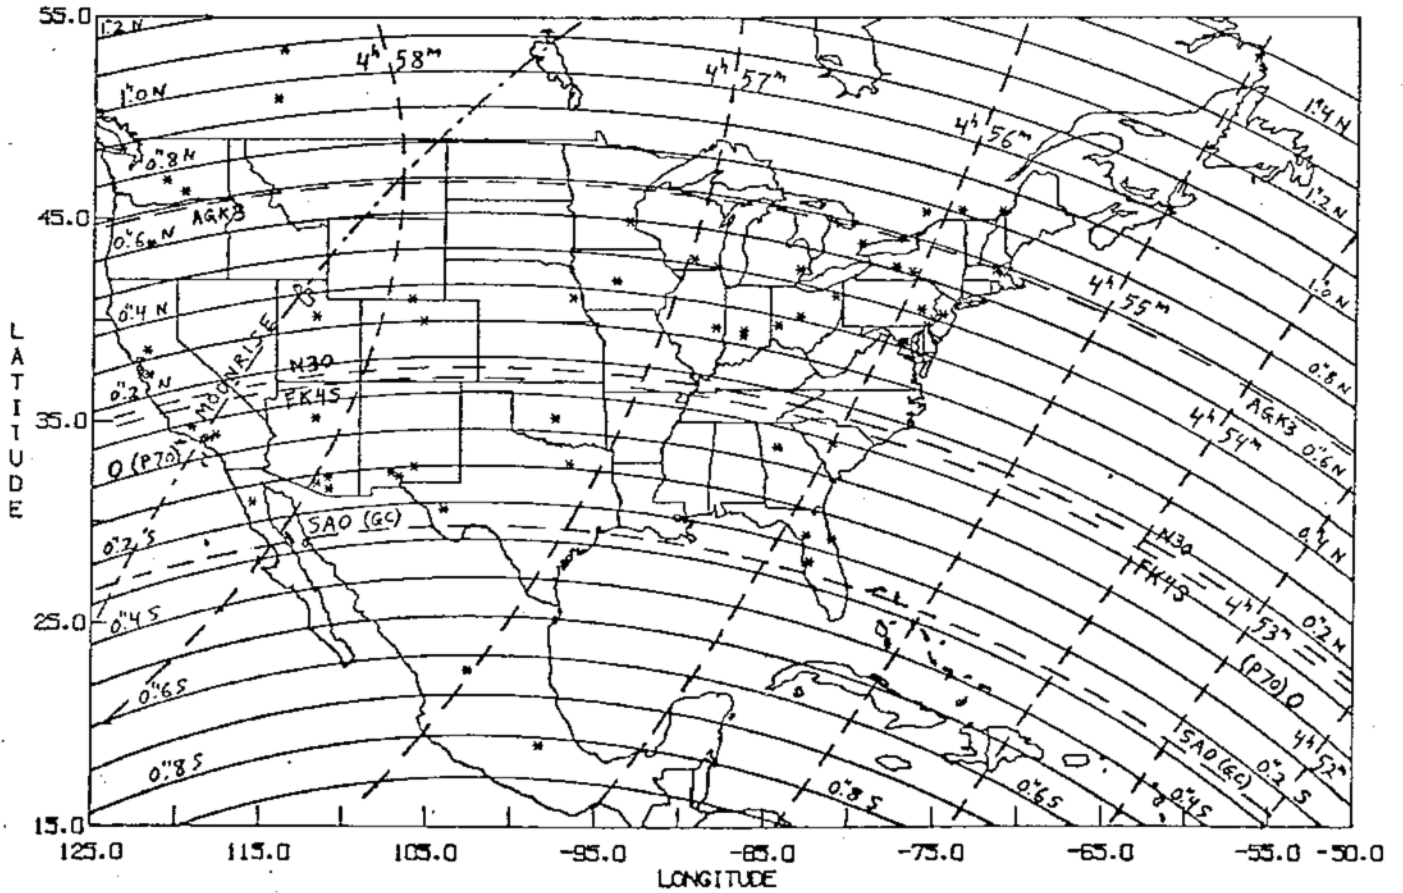 55.0
45.0
35.0
25.0
15.0
LATITUDE
125.0 115.0 105.0 -95.0 -85.0 -75.0 -65.0 -55.0 -50.0
LONGITUDE
1".2 N
1".0 N
0".8 N
AGK3
0".6 N
0".4 N
0".2 N
MOONRISE
N30
FK4S
O (P70)
0".2 S
SAO (GC)
0".4 S
0".6 S
0".8 S
4h 58m
4h 57m
4h 56m
4h 55m
4h 54m
4h 53m
4h 52m
1".4 N
1".2 N
1".0 N
0".8 N
AGK3
0".6 N
0".4 N
N30
FK4S
0".2 N
(P70) O
SAO (GC)
0".2 S
0".4 S
0".6 S
0".8 S